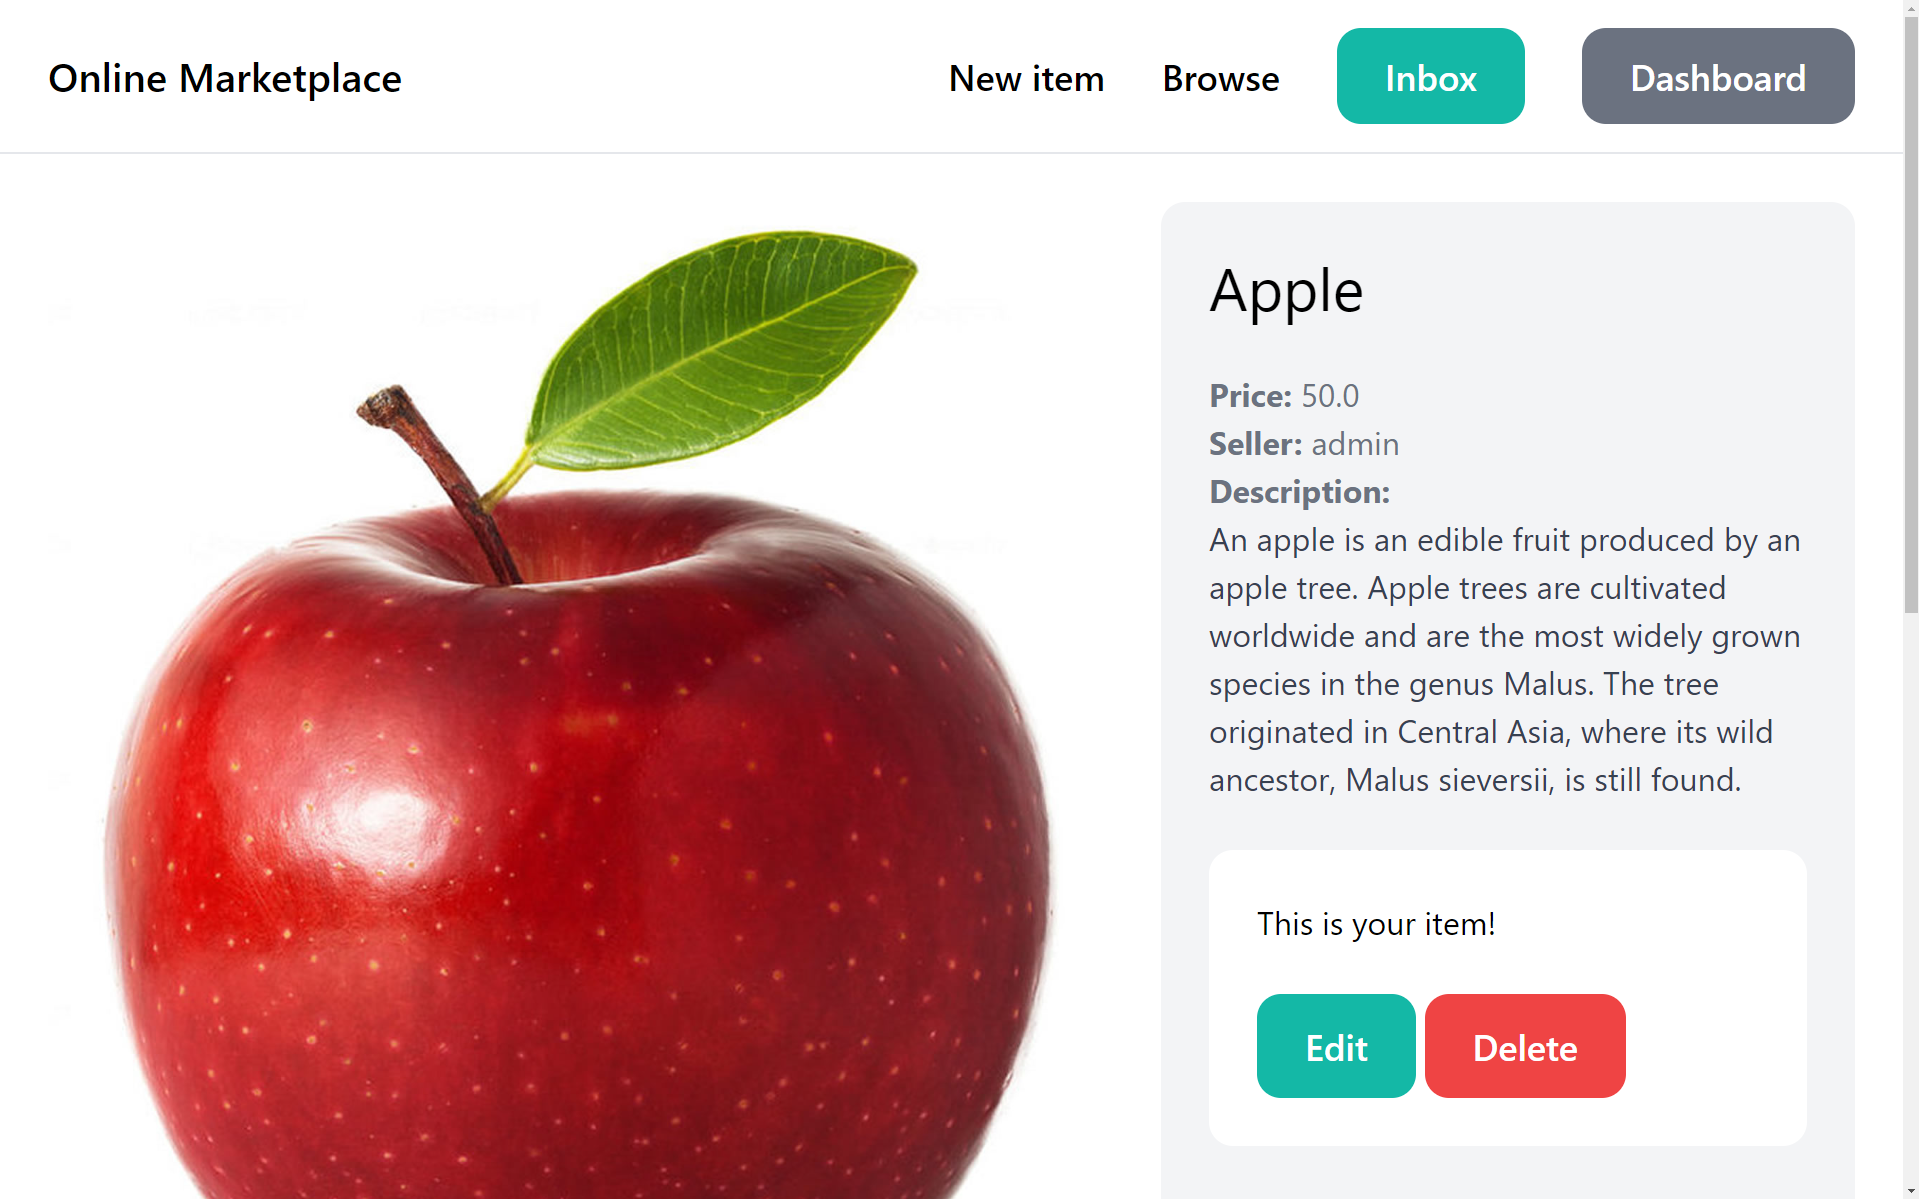 Online Marketplace
New item
Browse
Inbox
Dashboard
Apple
Price: 50.0
Seller: admin
Description:
An apple is an edible fruit produced by an
apple tree. Apple trees are cultivated
worldwide and are the most widely grown
species in the genus Malus. The tree
originated in Central Asia, where its wild
ancestor, Malus sieversii, is still found.
This is your item!
Edit
Delete